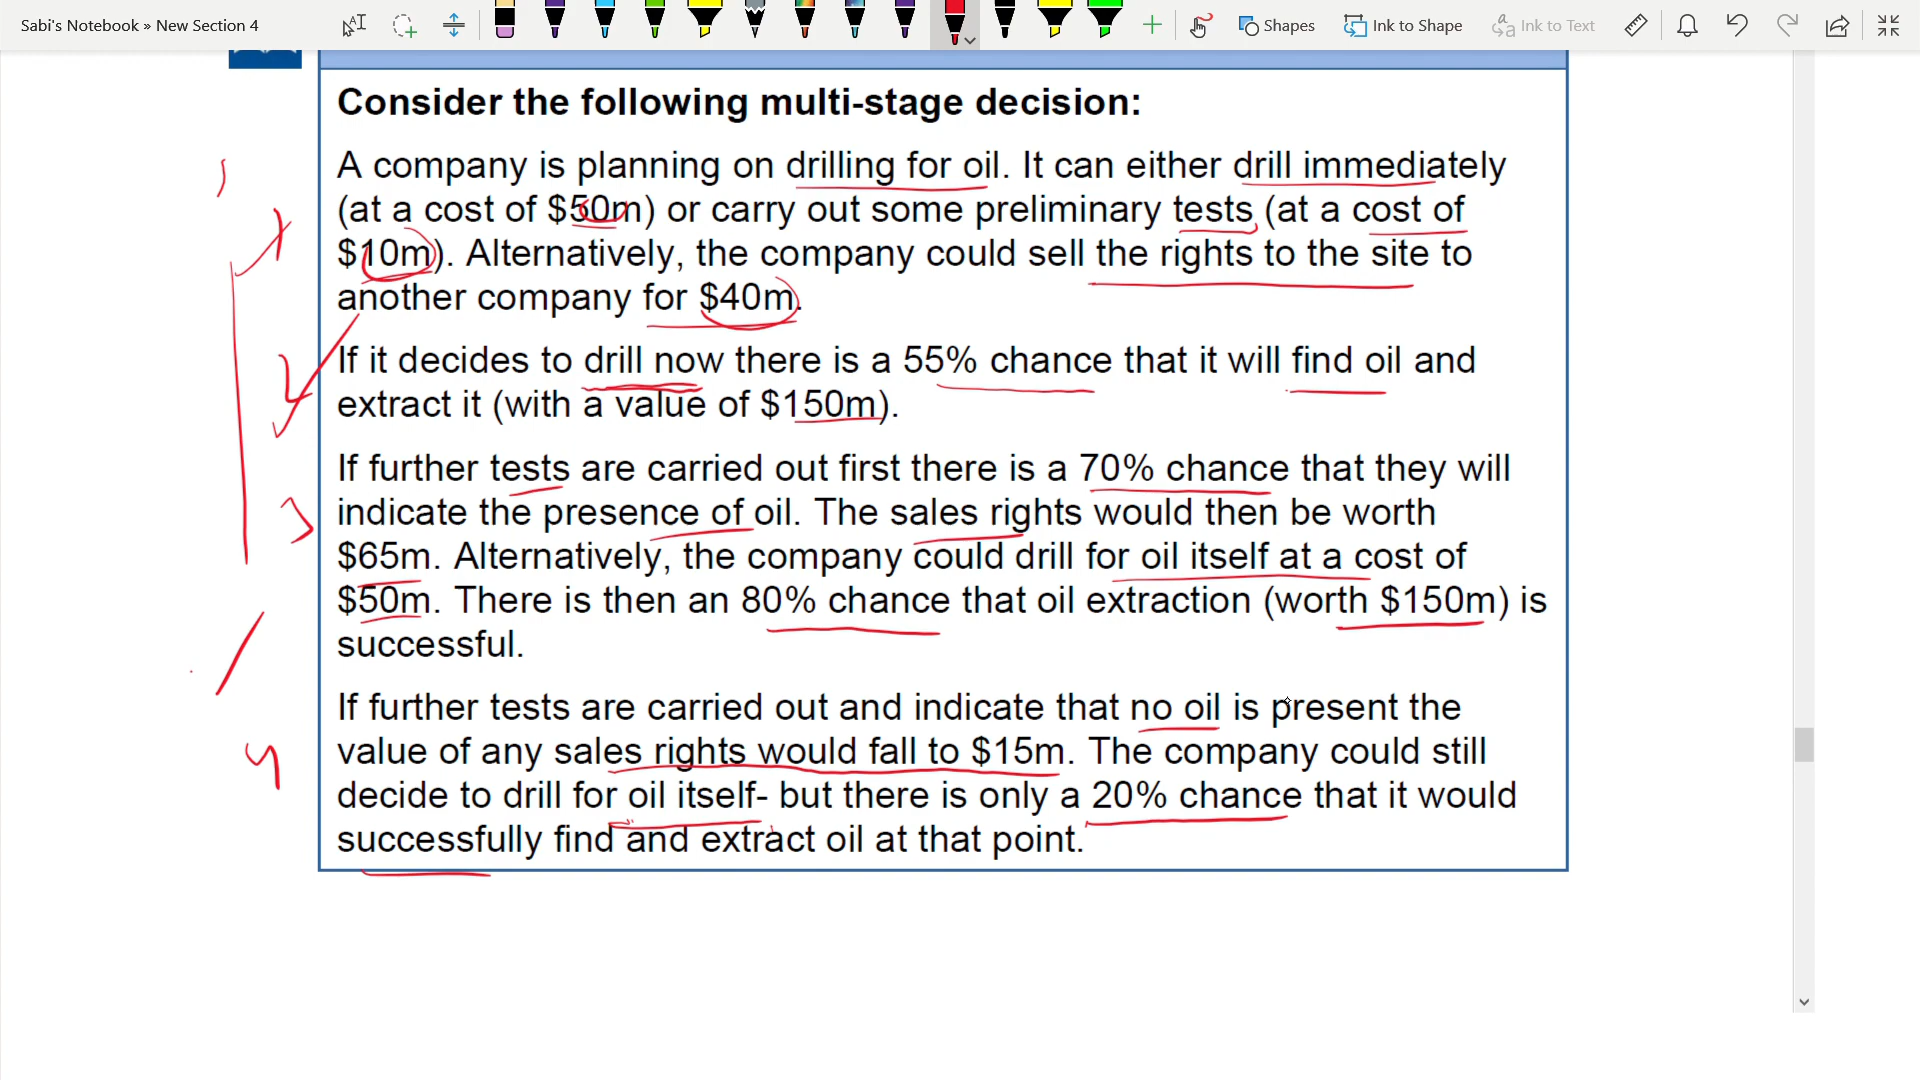 Sabi's Notebook » New Section 4
Shapes
Ink to Shape
Ink to Text
Consider the following multi-stage decision:
A company is planning on drilling for oil. It can either drill immediately
(at a cost of $50m) or carry out some preliminary tests (at a cost of
$10m). Alternatively, the company could sell the rights to the site to
another company for $40m.
If it decides to drill now there is a 55% chance that it will find oil and
extract it (with a value of $150m).
If further tests are carried out first there is a 70% chance that they will
indicate the presence of oil. The sales rights would then be worth
$65m. Alternatively, the company could drill for oil itself at a cost of
$50m. There is then an 80% chance that oil extraction (worth $150m) is
successful.
If further tests are carried out and indicate that no oil is present the
value of any sales rights would fall to $15m. The company could still
decide to drill for oil itself- but there is only a 20% chance that it would
successfully find and extract oil at that point.